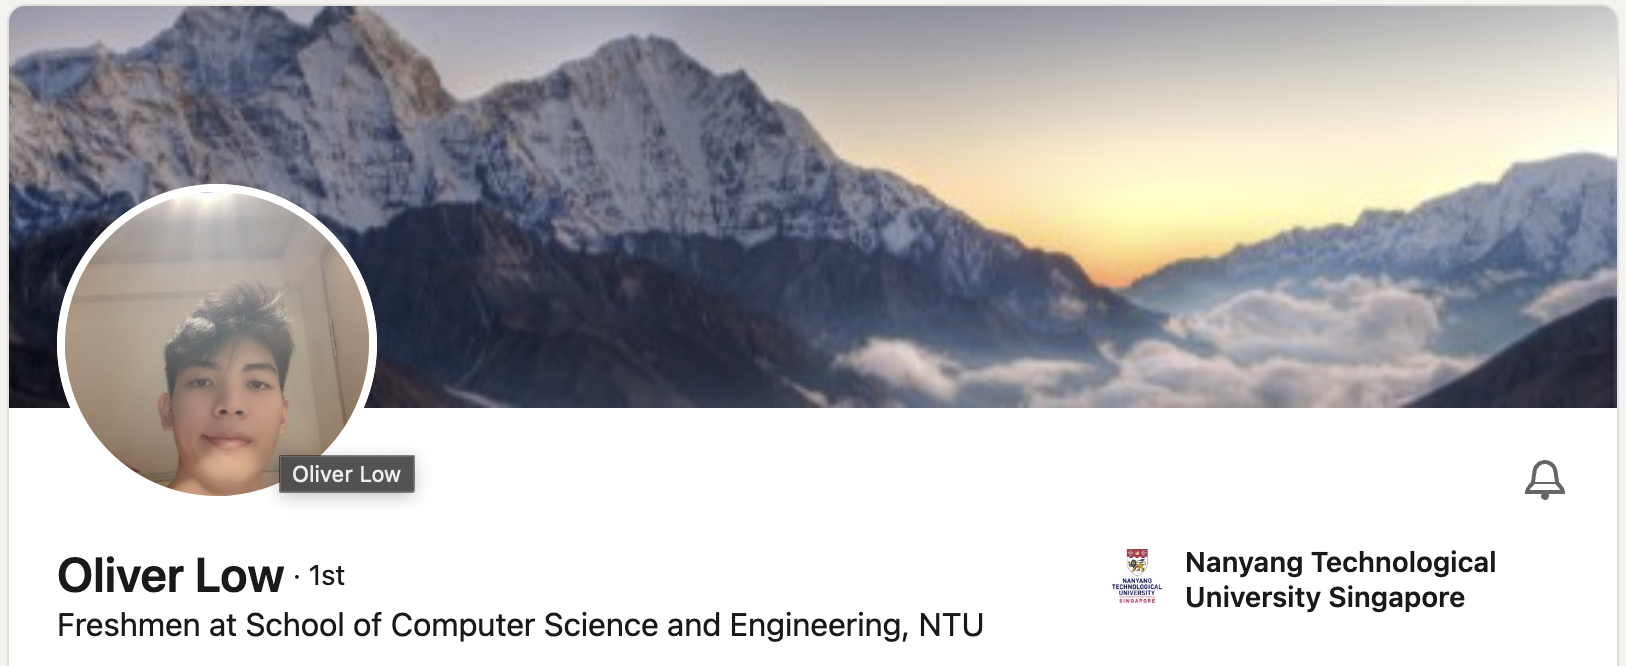 Oliver Low
Oliver Low · 1st
Freshmen at School of Computer Science and Engineering, NTU
NANYANG
TECHNOLOGICAL
UNIVERSITY
SINGAPORE
Nanyang Technological
University Singapore